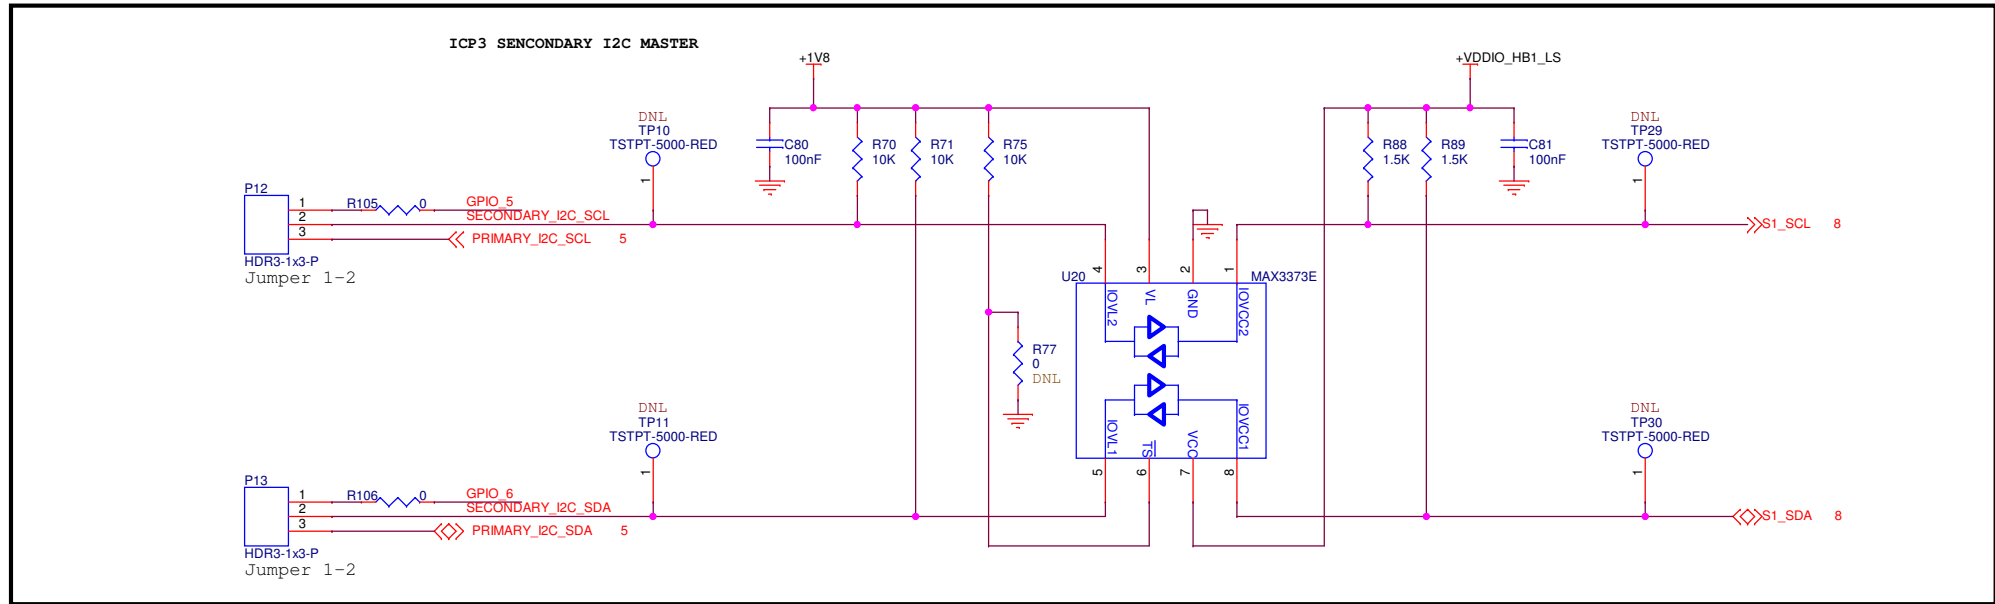 ICP3 SENCONDARY I2C MASTER
+1V8
+VDDIO_HB1_LS
DNL
TP10
TSTPT-5000-RED
1
C80
100nF
R70
10K
R71
10K
R75
10K
R88
1.5K
R89
1.5K
C81
100nF
DNL
TP29
TSTPT-5000-RED
1
P12
1
2
3
R105
0
GPIO_5
SECONDARY_I2C_SCL
PRIMARY_I2C_SCL 5
HDR3-1x3-P
Jumper 1-2
S1_SCL 8
U20
MAX3373E
4
3
2
1
IOVL2
VL
GND
IOVCC2
R77
0
DNL
IOVL1
TS
VCC
IOVCC1
5
6
7
8
DNL
TP11
TSTPT-5000-RED
1
DNL
TP30
TSTPT-5000-RED
1
P13
1
2
3
R106
0
GPIO_6
SECONDARY_I2C_SDA
PRIMARY_I2C_SDA 5
HDR3-1x3-P
Jumper 1-2
S1_SDA 8